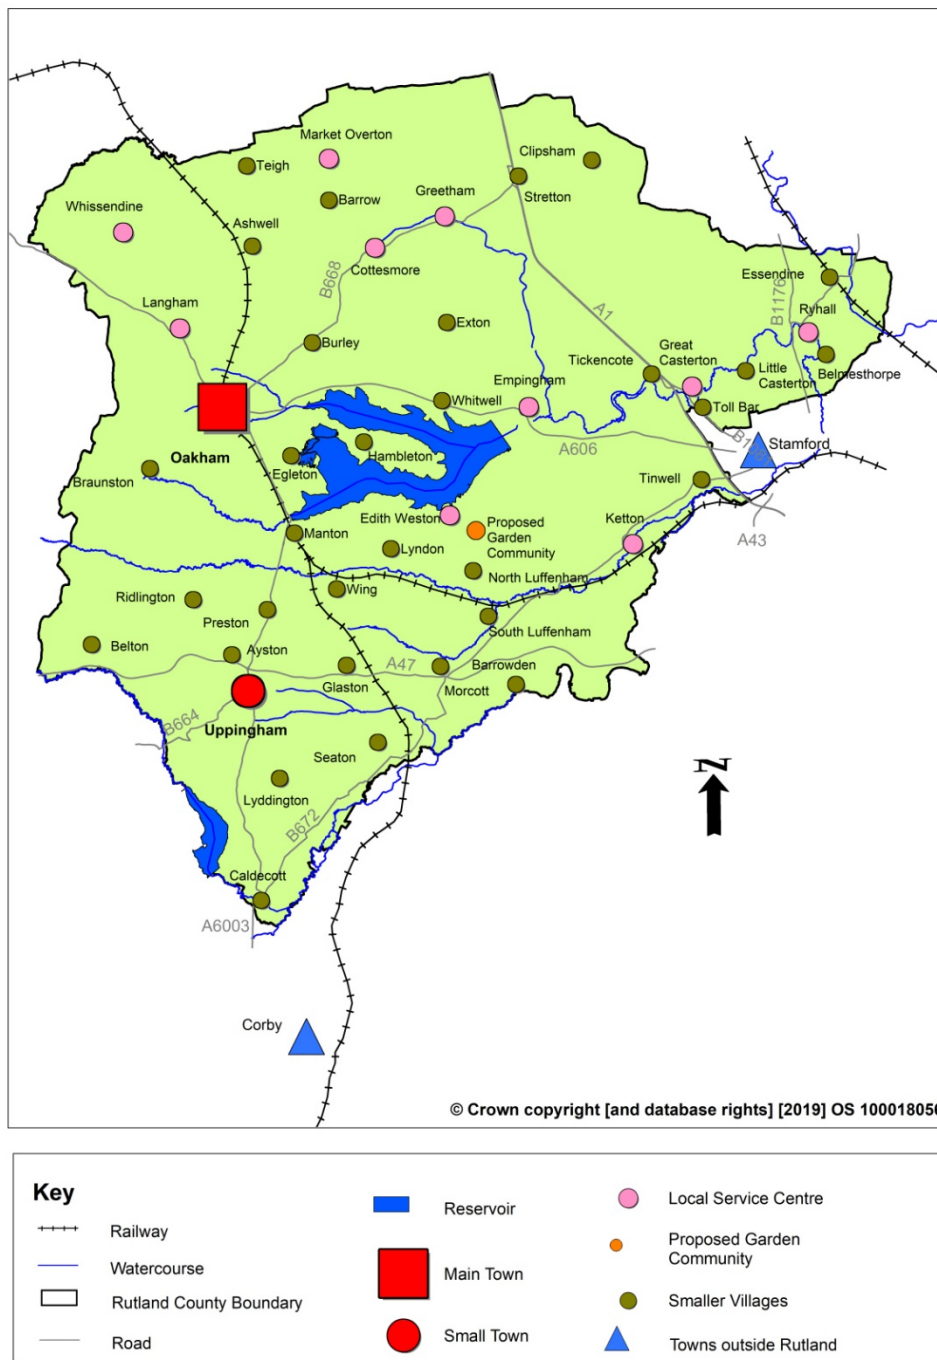 Market Overton
Teigh
Clipsham
Barrow
Greetham
Stretton
Whissendine
Ashwell
Cottesmore
B668
Essendine
B1176
Langham
A1
Ryhall
Exton
Burley
Great
Casterton
Tickencote
Little
Casterton
Belmesthorpe
Empingham
Whitwell
Toll Bar
Stamford
A606
Oakham
Hambleton
Egleton
Braunston
Tinwell
Edith Weston
Proposed
Garden
Community
Ketton
A43
Manton
Lyndon
North Luffenham
Wing
Ridlington
Preston
South Luffenham
Belton
Ayston
A47
Barrowden
Glaston
Morcott
B664
Uppingham
Seaton
Lyddington
N
B672
Caldecott
A6003
Corby
© Crown copyright [and database rights] [2019] OS 10001805
Key
Railway
Watercourse
Rutland County Boundary
Road
Reservoir
Main Town
Small Town
Local Service Centre
Proposed Garden
Community
Smaller Villages
Towns outside Rutland